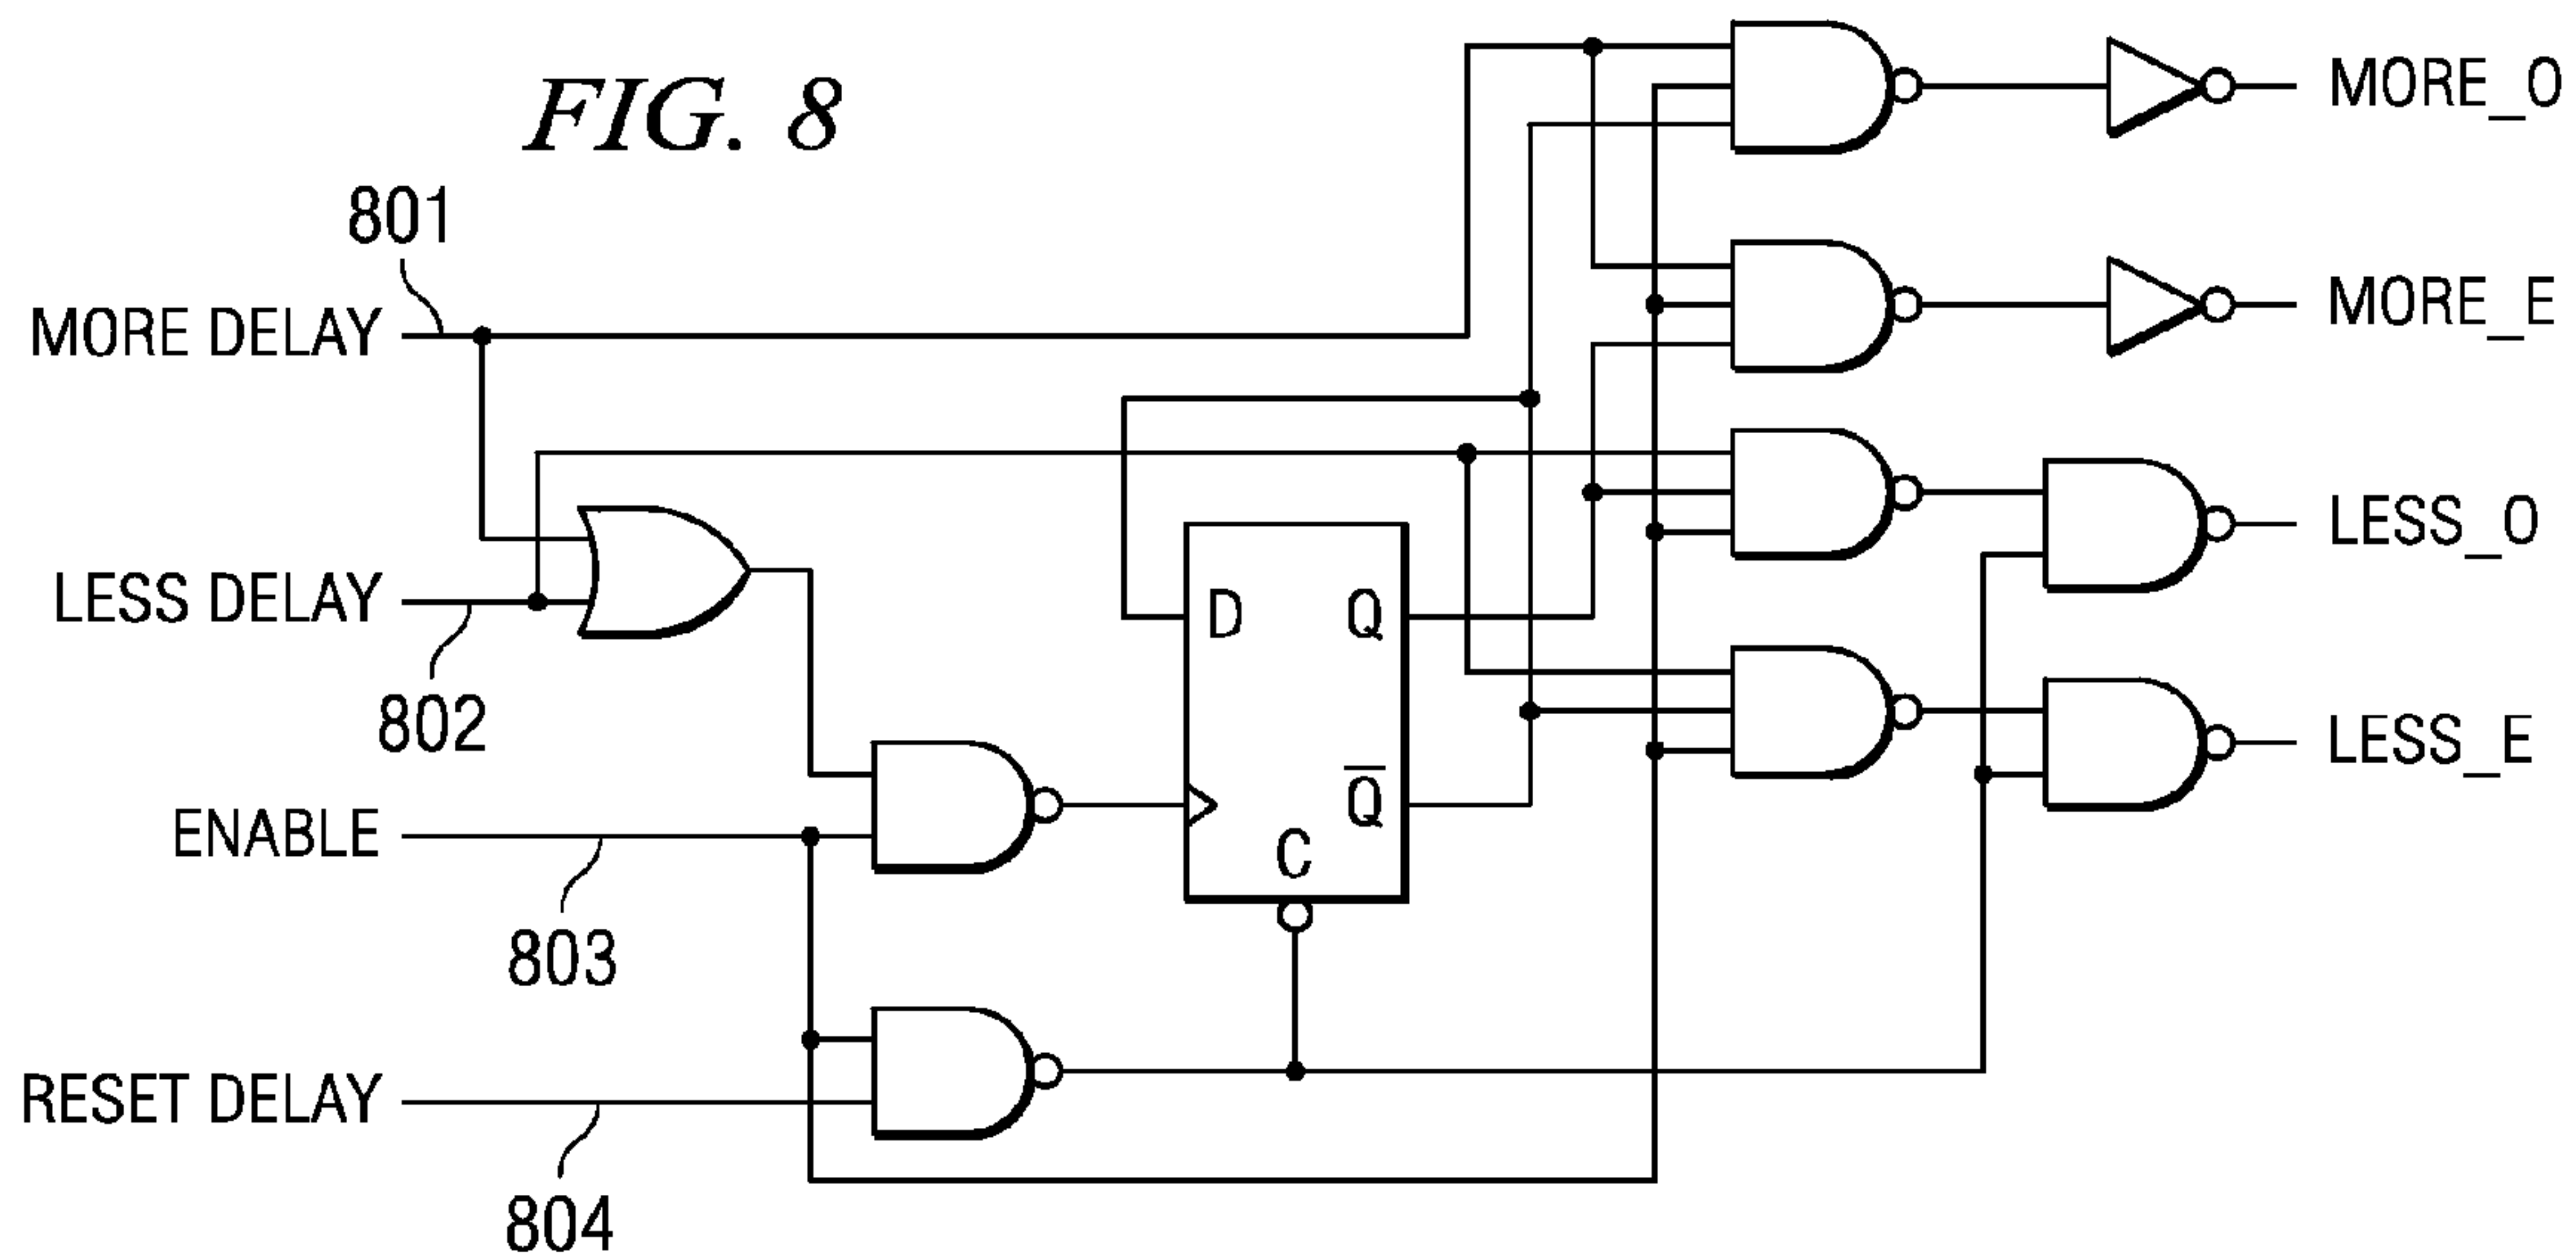 FIG. 8
801
MORE DELAY
LESS DELAY
802
ENABLE
803
RESET DELAY
804
D
Q
Q̅
C
MORE_O
MORE_E
LESS_O
LESS_E